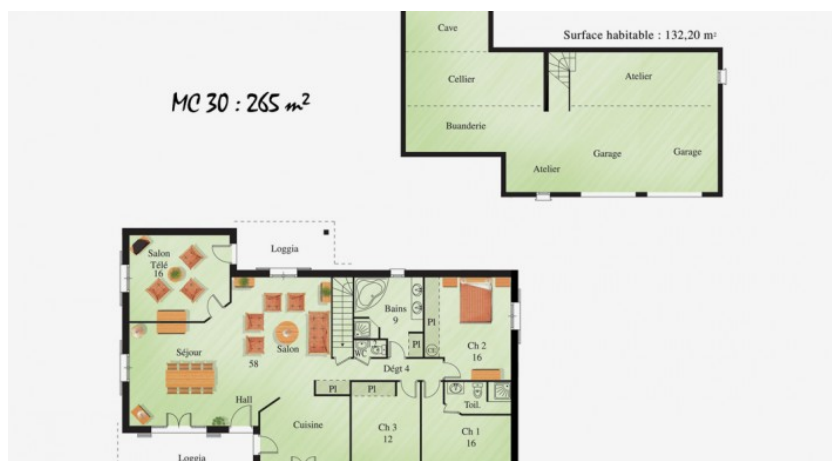 Cave
Surface habitable : 132,20 m²
Cellier
Atelier
MC 30 : 265 m²
Buanderie
Garage
Garage
Atelier
Salon
Télé
16
Loggia
Bains
9
Pl
Pl
Ch 2
16
Séjour
58
Salon
WC
Dégt 4
Pl
Pl
Toil.
Hall
Cuisine
Ch 3
12
Ch 1
16
Loggia